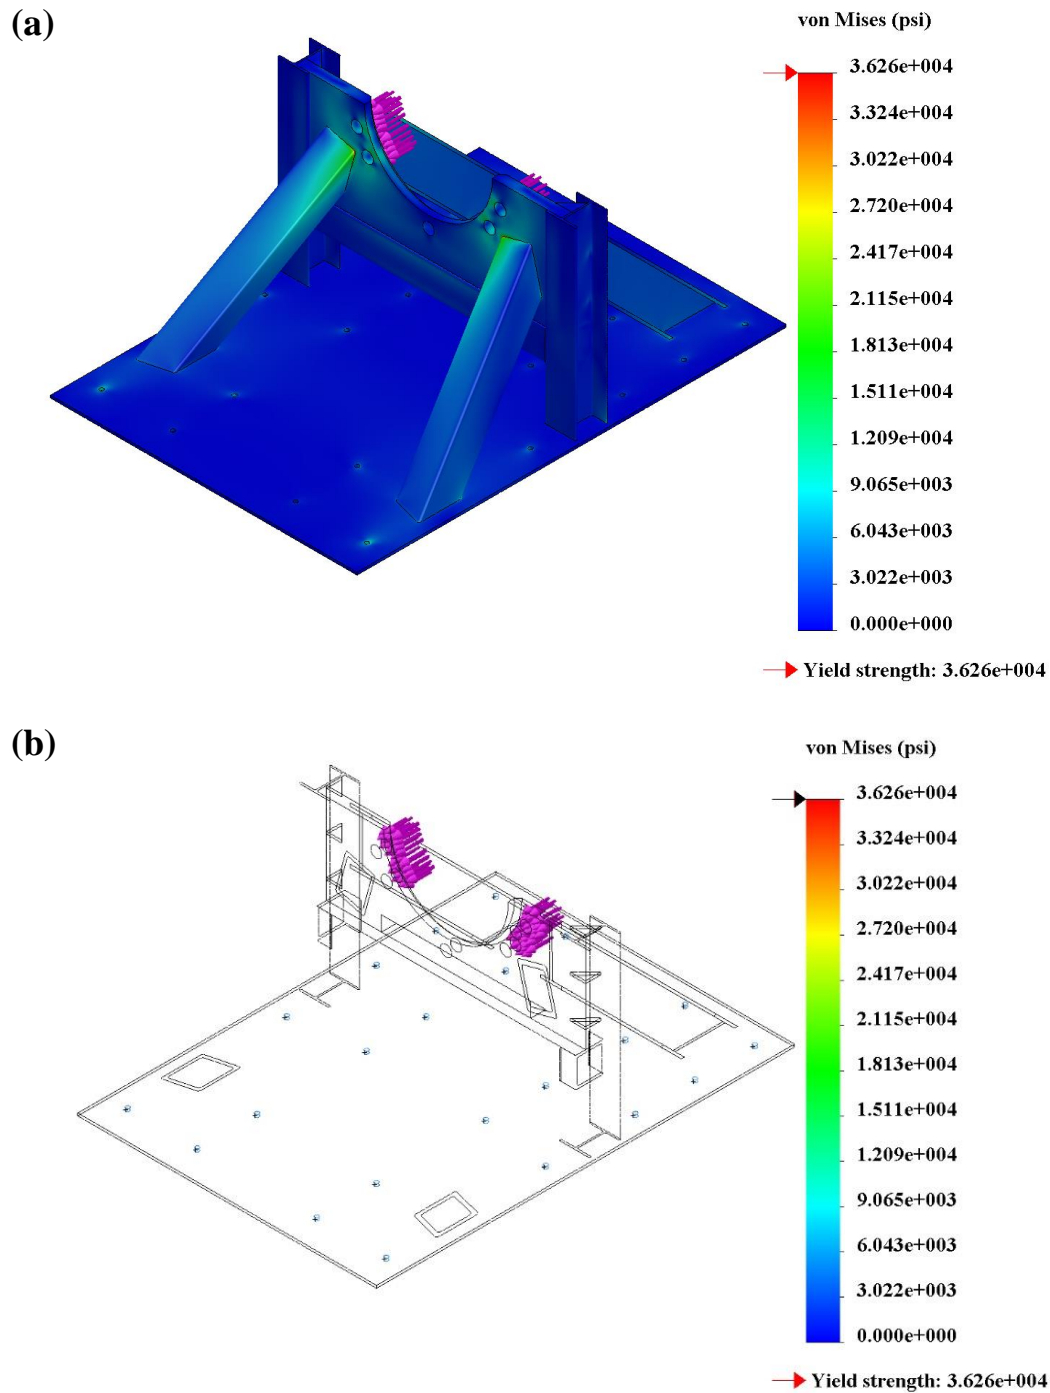 (a)
von Mises (psi)
3.626e+004
3.324e+004
3.022e+004
2.720e+004
2.417e+004
2.115e+004
1.813e+004
1.511e+004
1.209e+004
9.065e+003
6.043e+003
3.022e+003
0.000e+000
Yield strength: 3.626e+004
(b)
von Mises (psi)
3.626e+004
3.324e+004
3.022e+004
2.720e+004
2.417e+004
2.115e+004
1.813e+004
1.511e+004
1.209e+004
9.065e+003
6.043e+003
3.022e+003
0.000e+000
Yield strength: 3.626e+004